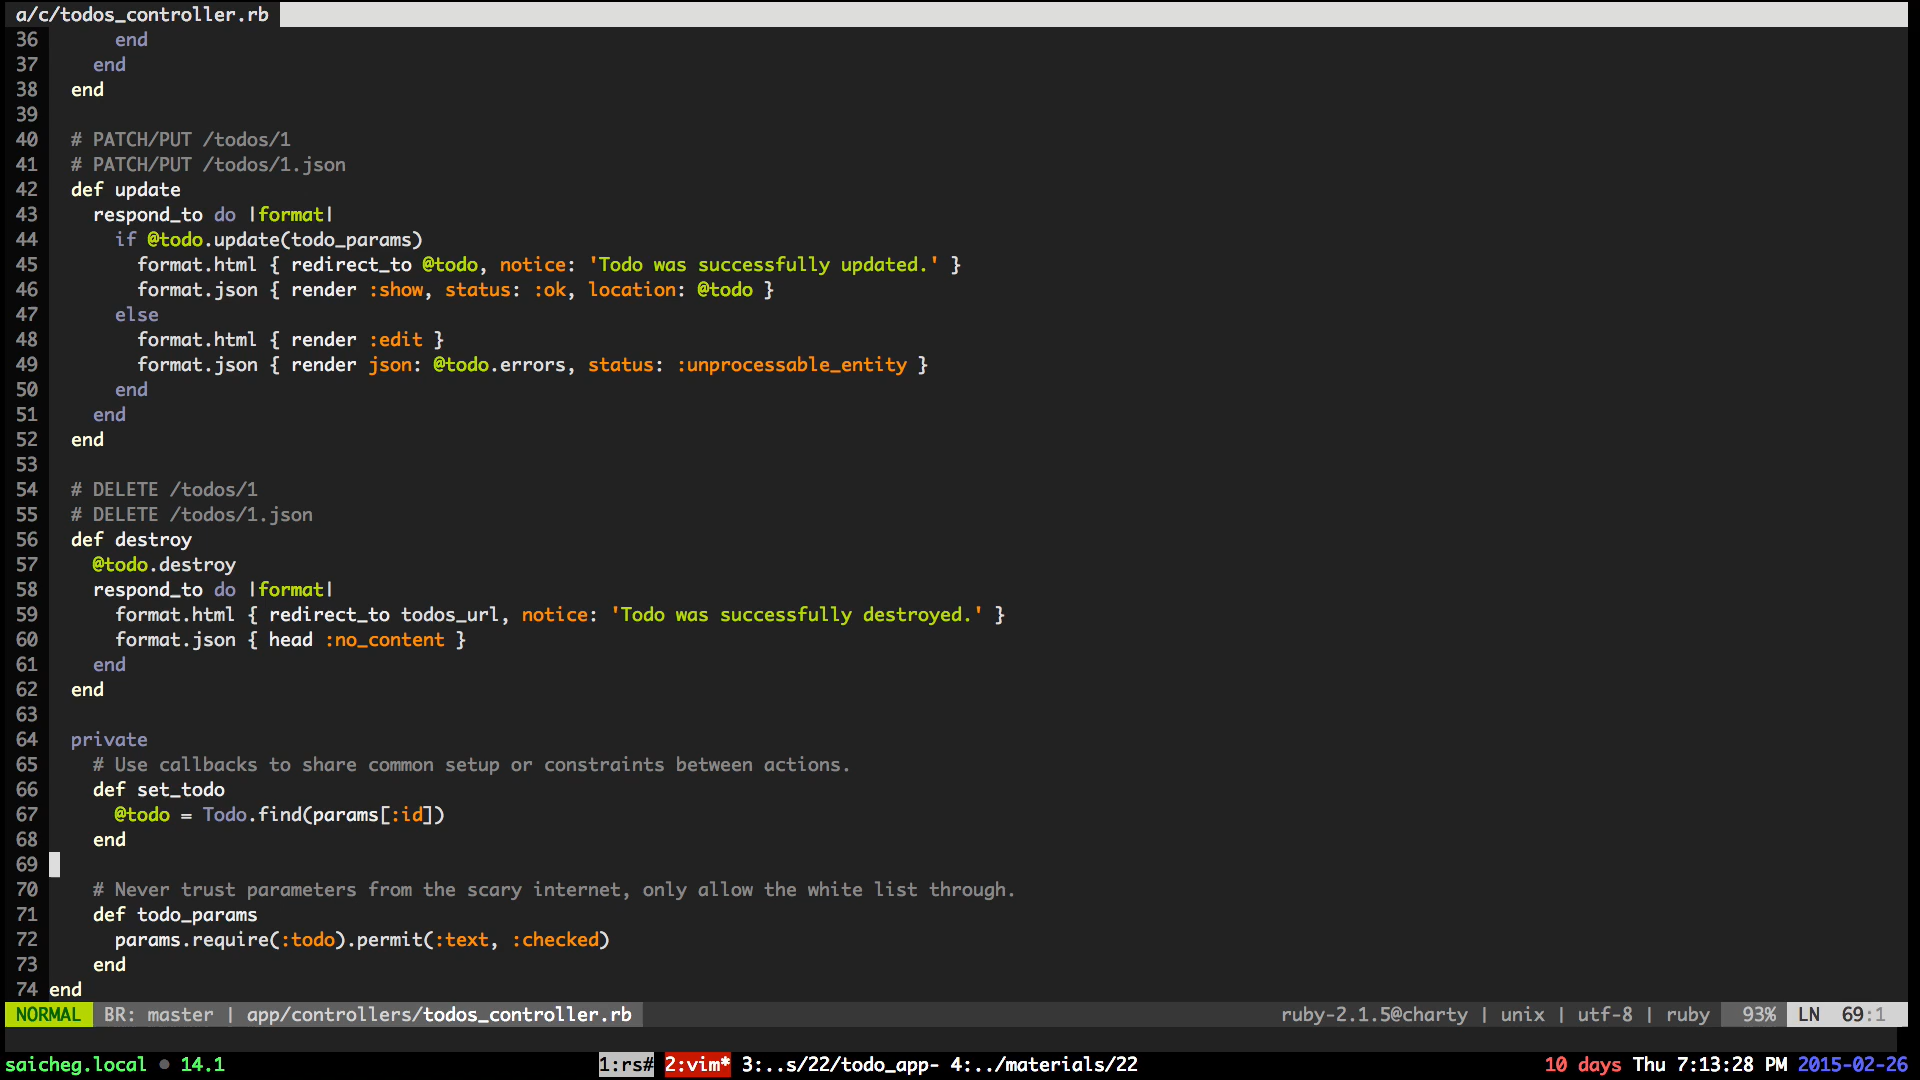 a/c/todos_controller.rb
36       end
37     end
38   end
39
40   # PATCH/PUT /todos/1
41   # PATCH/PUT /todos/1.json
42   def update
43     respond_to do |format|
44       if @todo.update(todo_params)
45         format.html { redirect_to @todo, notice: 'Todo was successfully updated.' }
46         format.json { render :show, status: :ok, location: @todo }
47       else
48         format.html { render :edit }
49         format.json { render json: @todo.errors, status: :unprocessable_entity }
50       end
51     end
52   end
53
54   # DELETE /todos/1
55   # DELETE /todos/1.json
56   def destroy
57     @todo.destroy
58     respond_to do |format|
59       format.html { redirect_to todos_url, notice: 'Todo was successfully destroyed.' }
60       format.json { head :no_content }
61     end
62   end
63
64   private
65     # Use callbacks to share common setup or constraints between actions.
66     def set_todo
67       @todo = Todo.find(params[:id])
68     end
69
70     # Never trust parameters from the scary internet, only allow the white list through.
71     def todo_params
72       params.require(:todo).permit(:text, :checked)
73     end
74 end
NORMAL BR: master | app/controllers/todos_controller.rb ruby-2.1.5@charty | unix | utf-8 | ruby 93% LN 69:1
saicheg.local ● 14.1 1:rs# 2:vim* 3:..s/22/todo_app- 4:../materials/22 10 days Thu 7:13:28 PM 2015-02-26